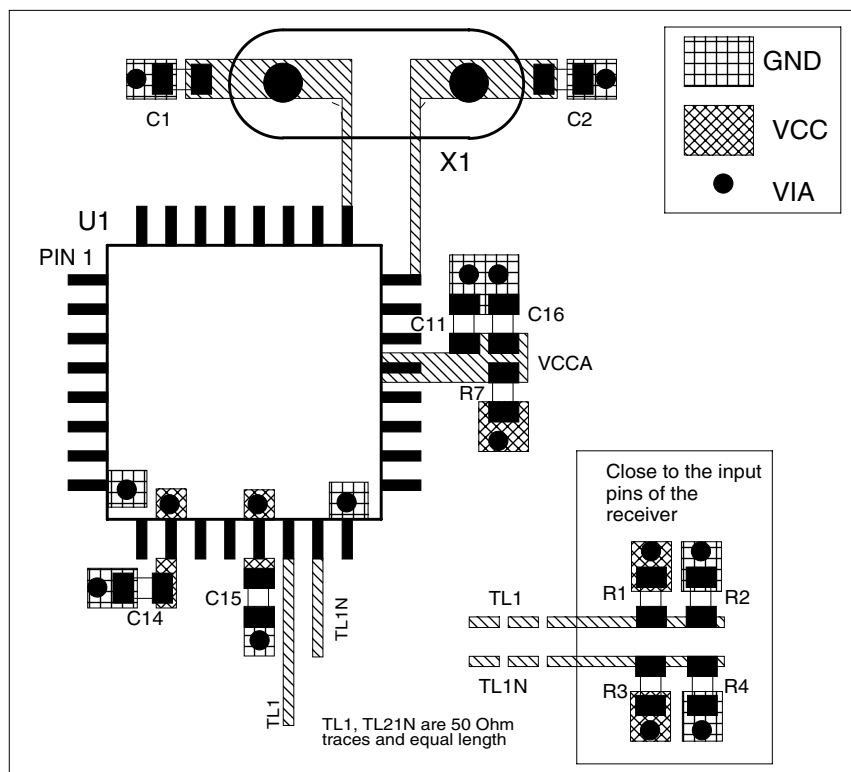 GND
VCC
VIA
C1
C2
X1
U1
PIN 1
C11
C16
VCCA
R7
Close to the input
pins of the
receiver
R1
R2
TL1
TL1N
R3
R4
C14
C15
TL1
TL1N
TL1, TL21N are 50 Ohm
traces and equal length